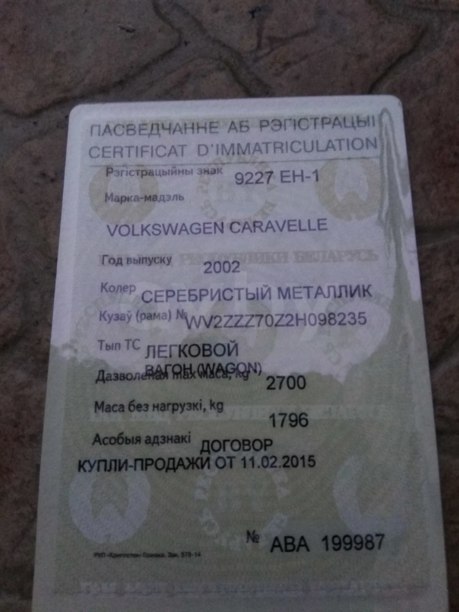 ПАСВЕДЧАННЕ АБ РЭГІСТРАЦЫІ
CERTIFICAT D'IMMATRICULATION
Рэгістрацыйны знак 9227 ЕН-1
Марка-мадэль
VOLKSWAGEN CARAVELLE
Год выпуску 2002
Колер СЕРЕБРИСТЫЙ МЕТАЛЛИК
Кузаў (рама) № WV2ZZZ70Z2H098235
Тып ТС ЛЕГКОВОЙ
ВАГОН (WAGON)
Дазволеная max маса, kg 2700
Маса без нагрузкі, kg 1796
Асобыя адзнакі ДОГОВОР
КУПЛИ-ПРОДАЖИ ОТ 11.02.2015
№ АВА 199987